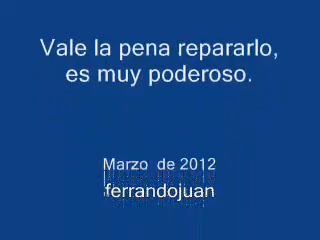 Vale la pena repararlo,
es muy poderoso.
Marzo de 2012
ferrandojuan